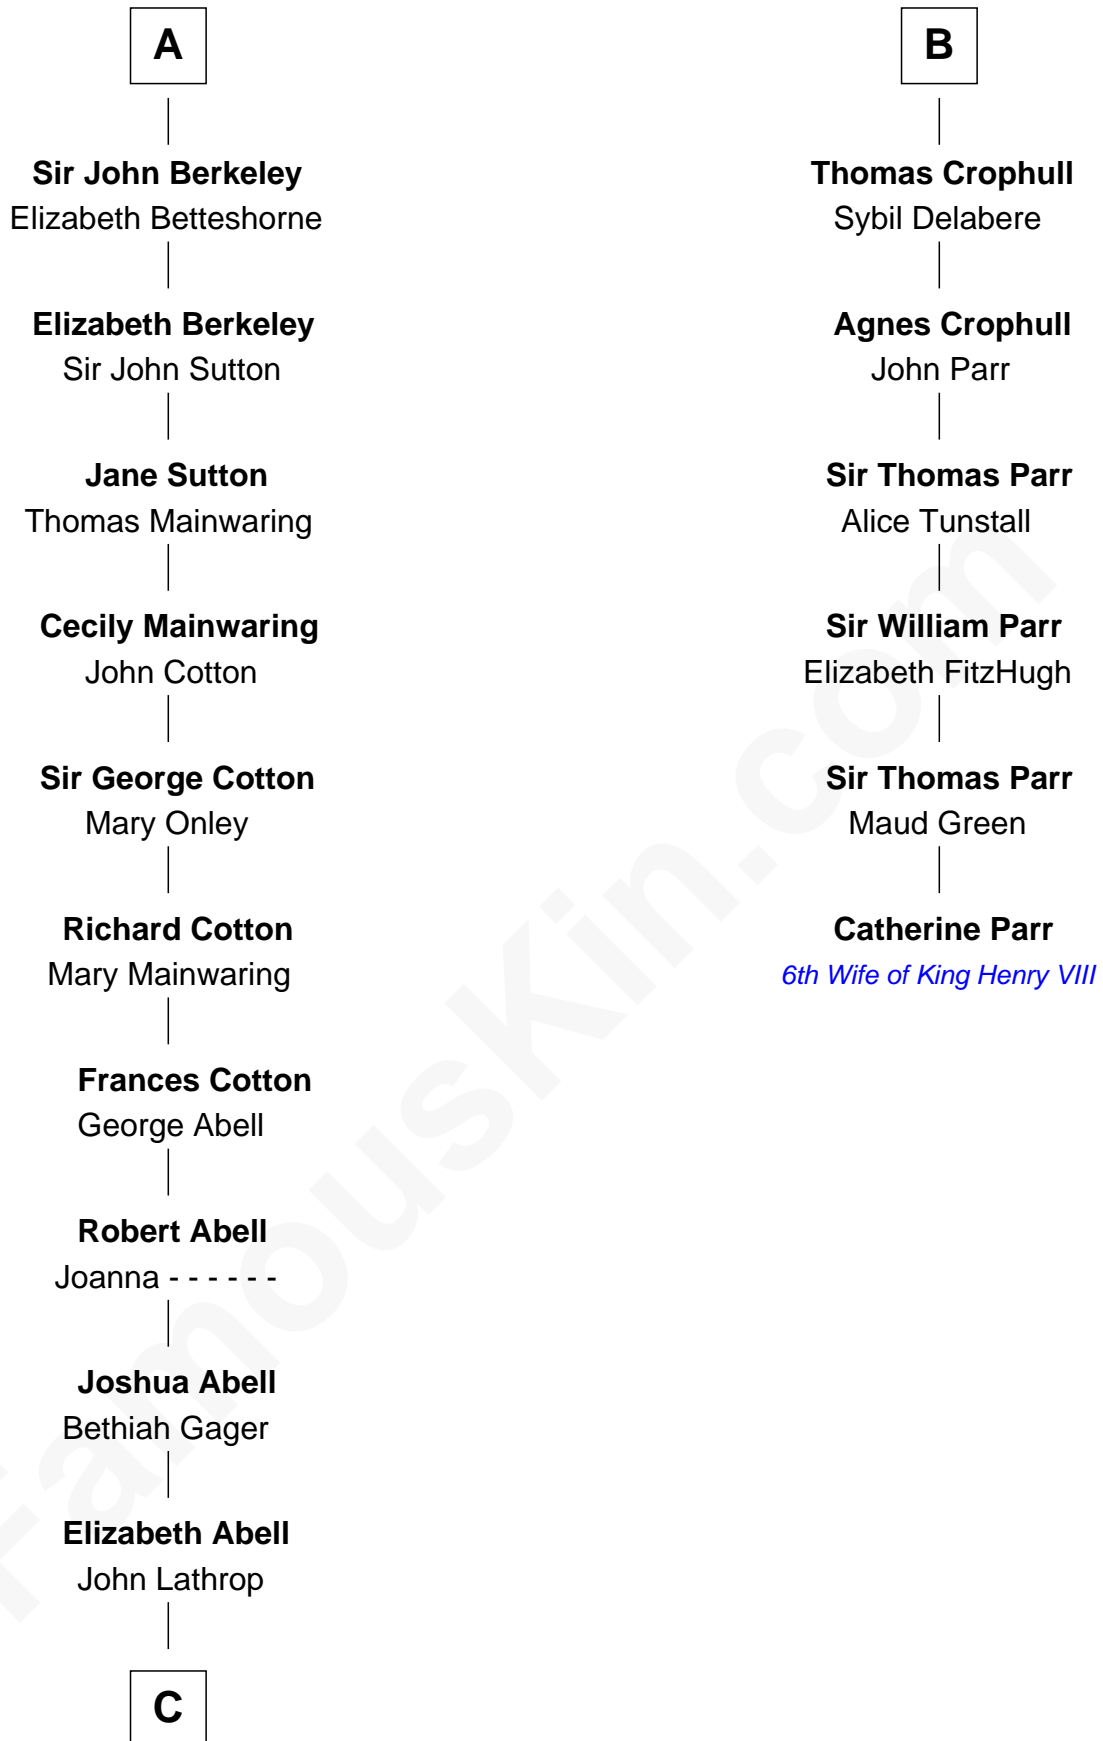 A
Sir John Berkeley
Elizabeth Betteshorne
Elizabeth Berkeley
Sir John Sutton
Jane Sutton
Thomas Mainwaring
Cecily Mainwaring
John Cotton
Sir George Cotton
Mary Onley
Richard Cotton
Mary Mainwaring
Frances Cotton
George Abell
Robert Abell
Joanna - - - - - -
Joshua Abell
Bethiah Gager
Elizabeth Abell
John Lathrop
C
B
Thomas Crophull
Sybil Delabere
Agnes Crophull
John Parr
Sir Thomas Parr
Alice Tunstall
Sir William Parr
Elizabeth FitzHugh
Sir Thomas Parr
Maud Green
Catherine Parr
6th Wife of King Henry VIII
FamousKin.com